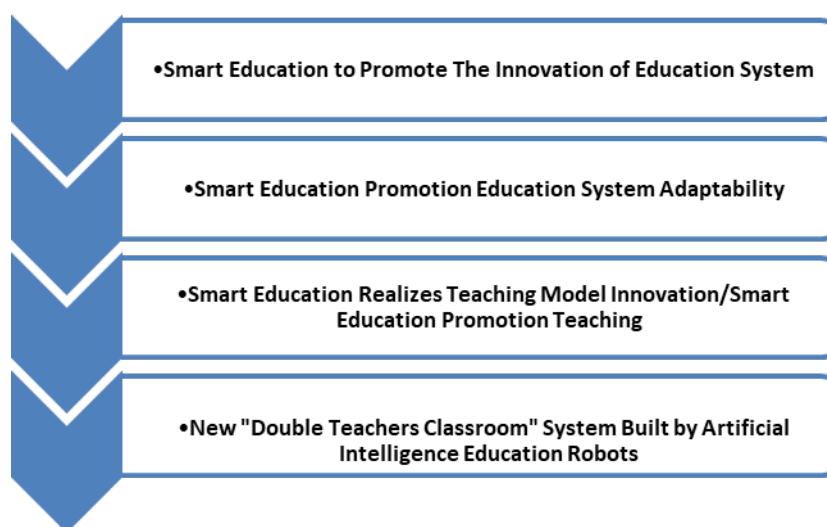 •Smart Education to Promote The Innovation of Education System
•Smart Education Promotion Education System Adaptability
•Smart Education Realizes Teaching Model Innovation/Smart
Education Promotion Teaching
•New "Double Teachers Classroom" System Built by Artificial
Intelligence Education Robots